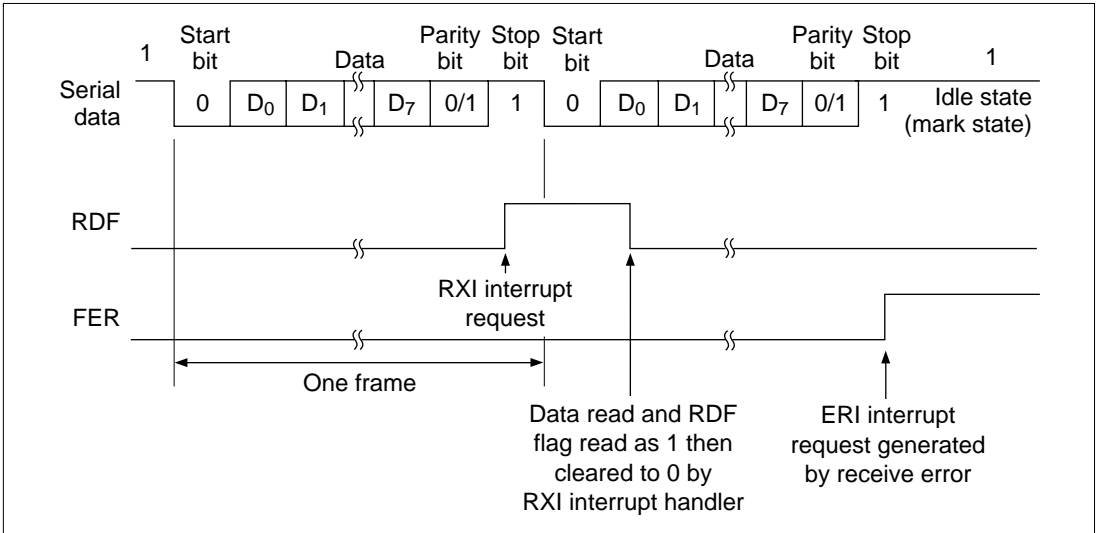 1 Start bit Data Parity bit Stop bit Start bit Data Parity bit Stop bit 1
Serial data 0 D0 D1 D7 0/1 1 0 D0 D1 D7 0/1 1 Idle state (mark state)
RDF
RXI interrupt
request
FER
One frame
Data read and RDF
flag read as 1 then
cleared to 0 by
RXI interrupt handler
ERI interrupt
request generated
by receive error